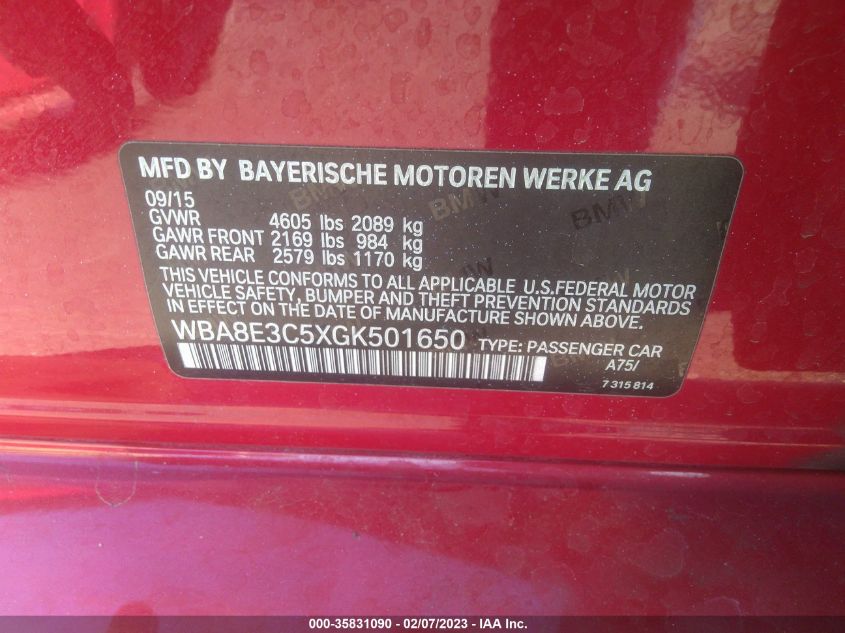 MFD BY BAYERISCHE MOTOREN WERKE AG
09/15
GVWR 4605 lbs 2089 kg
GAWR FRONT 2169 lbs 984 kg
GAWR REAR 2579 lbs 1170 kg
THIS VEHICLE CONFORMS TO ALL APPLICABLE U.S.FEDERAL MOTOR
VEHICLE SAFETY, BUMPER AND THEFT PREVENTION STANDARDS
IN EFFECT ON THE DATE OF MANUFACTURE SHOWN ABOVE.
WBA8E3C5XGK501650 TYPE: PASSENGER CAR
A75/
7 315 814
000-35831090 - 02/07/2023 - IAA Inc.